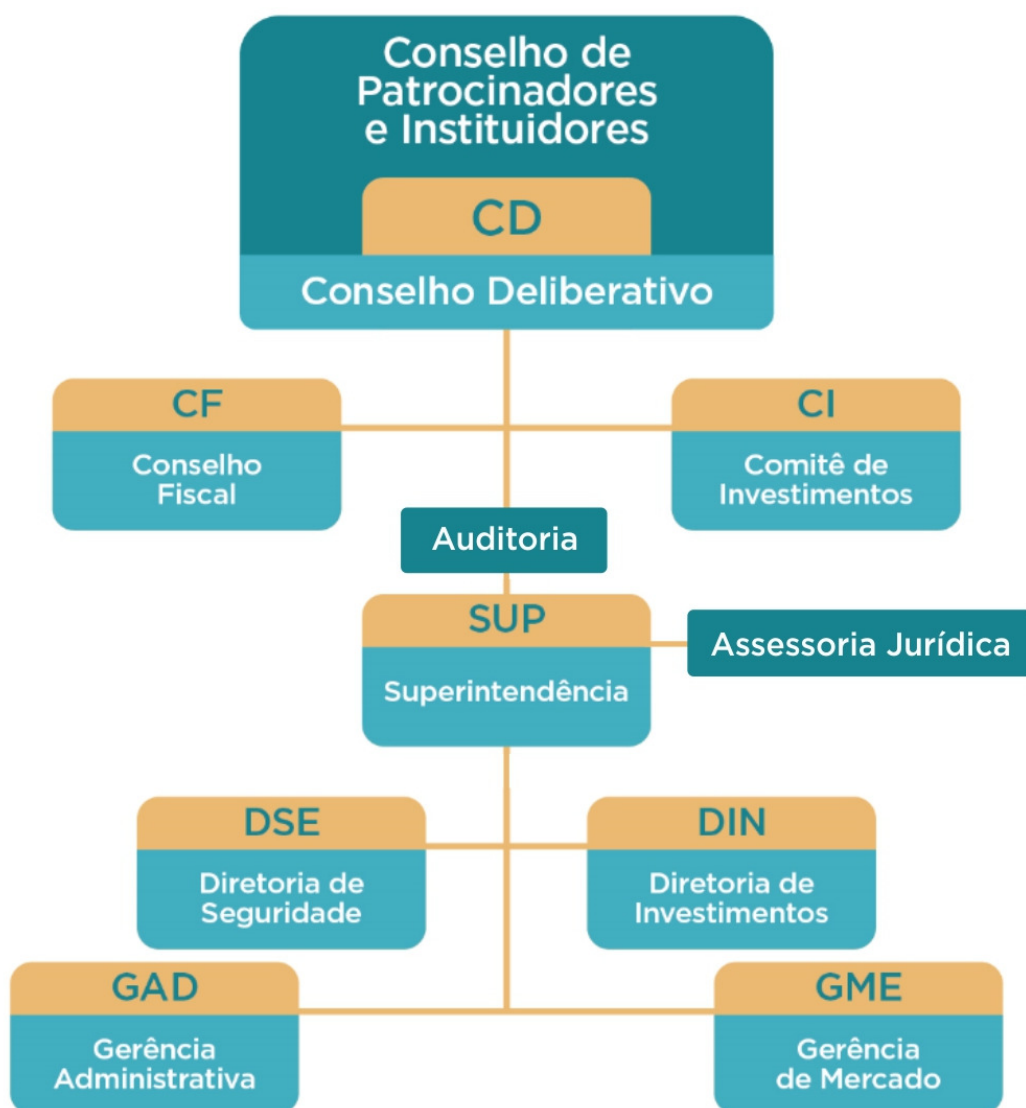 Conselho de
Patrocinadores
e Instituidores
CD
Conselho Deliberativo
CF
Conselho
Fiscal
CI
Comitê de
Investimentos
Auditoria
SUP
Superintendência
Assessoria Jurídica
DSE
Diretoria de
Seguridade
DIN
Diretoria de
Investimentos
GAD
Gerência
Administrativa
GME
Gerência
de Mercado